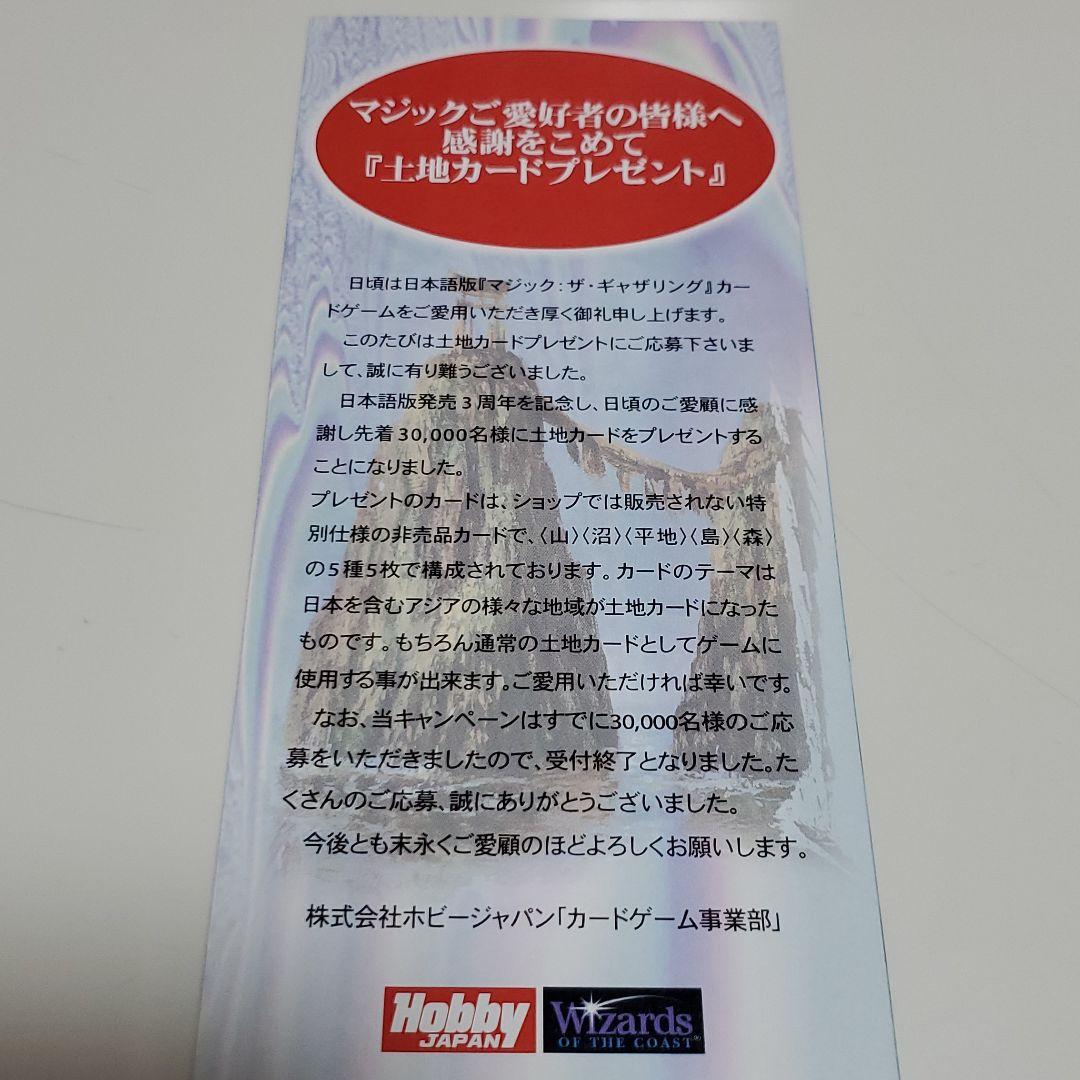 マジックご愛好者の皆様へ
感謝をこめて
『土地カードプレゼント』
日頃は日本語版『マジック:ザ・ギャザリング』カー
ドゲームをご愛用いただき厚く御礼申し上げます。
このたびは土地カードプレゼントにご応募下さいま
して、誠に有り難うございました。
日本語版発売3周年を記念し、日頃のご愛顧に感
謝し先着30,000名様に土地カードをプレゼントする
ことになりました。
プレゼントのカードは、ショップでは販売されない特
別仕様の非売品カードで、〈山〉〈沼〉〈平地〉〈島〉〈森〉
の5種5枚で構成されております。カードのテーマは
日本を含むアジアの様々な地域が土地カードになった
ものです。もちろん通常の土地カードとしてゲームに
使用する事が出来ます。ご愛用いただければ幸いです。
なお、当キャンペーンはすでに30,000名様のご応
募をいただきましたので、受付終了となりました。た
くさんのご応募、誠にありがとうございました。
今後とも末永くご愛顧のほどよろしくお願いします。
株式会社ホビージャパン「カードゲーム事業部」
Hobby
JAPAN
Wizards
OF THE COAST®